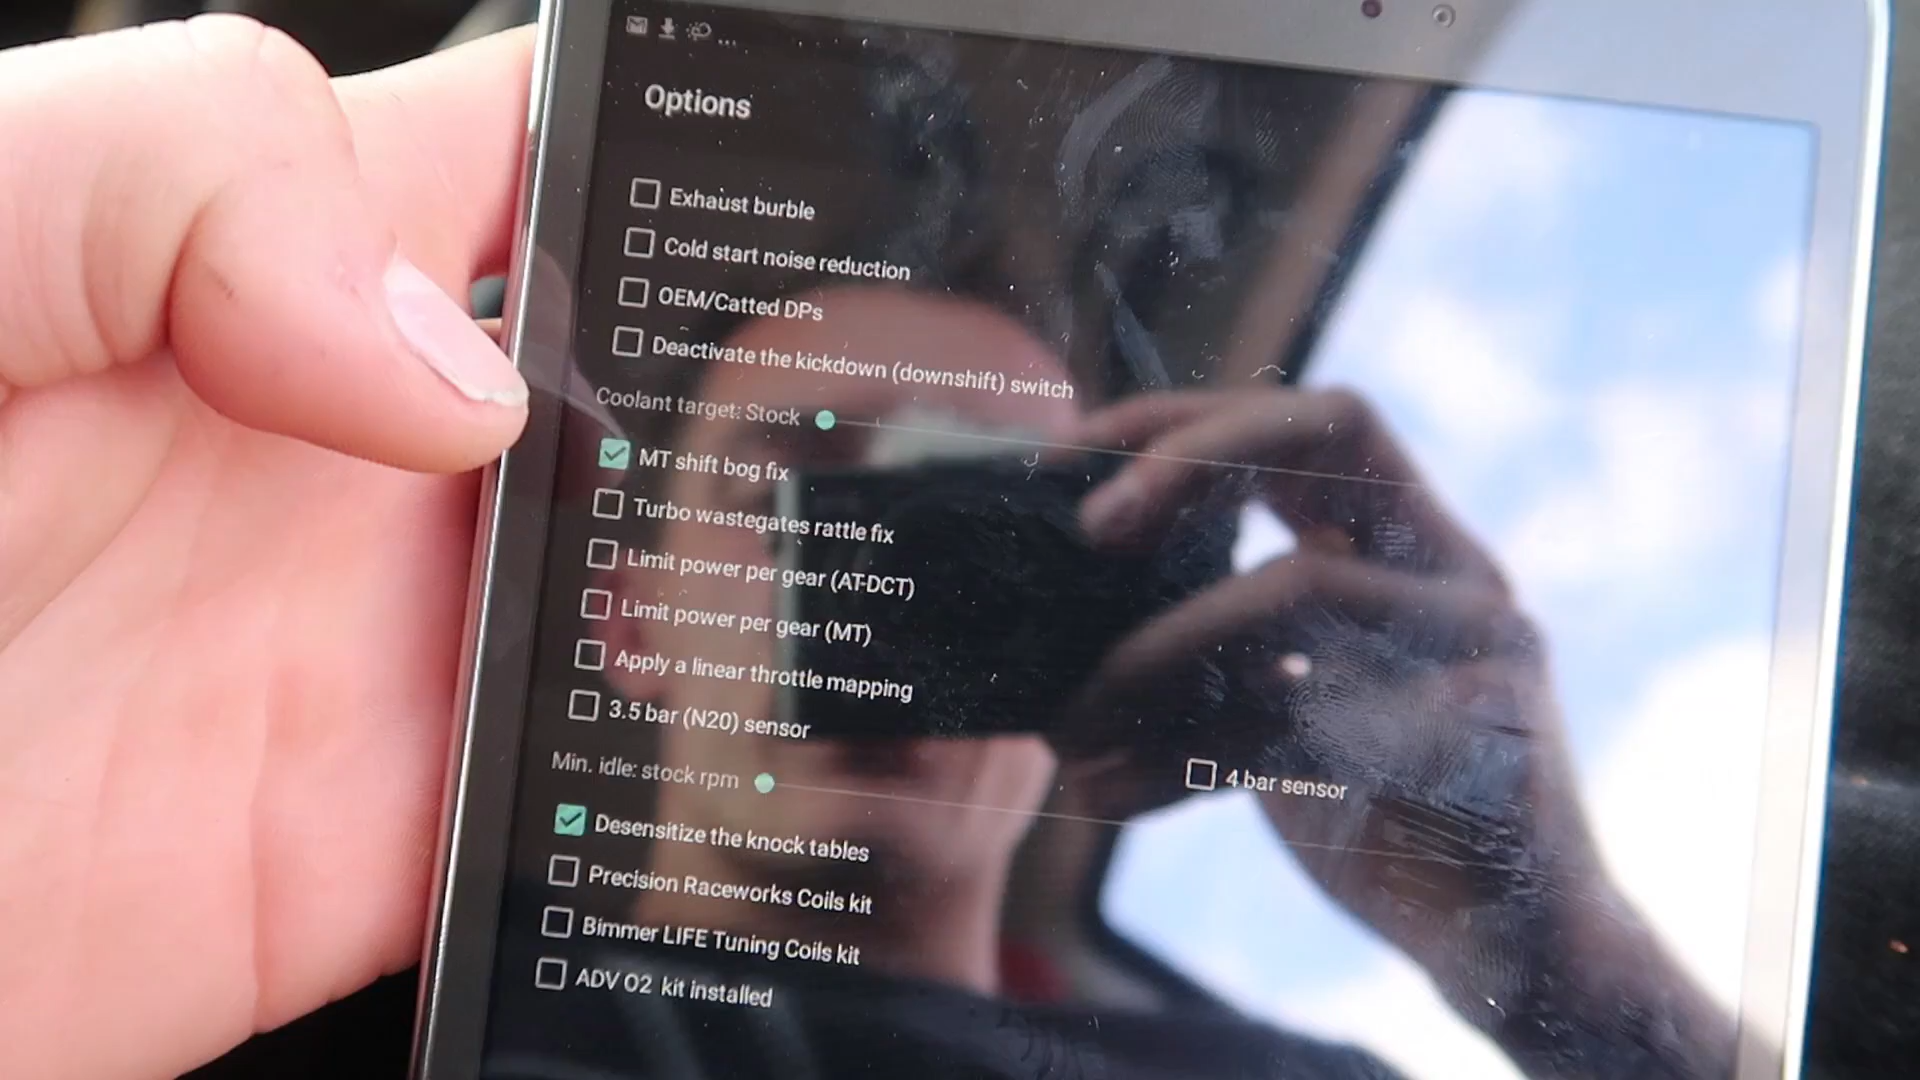 Options
Exhaust burble
Cold start noise reduction
OEM/Catted DPs
Deactivate the kickdown (downshift) switch
Coolant target: Stock
MT shift bog fix
Turbo wastegates rattle fix
Limit power per gear (AT-DCT)
Limit power per gear (MT)
Apply a linear throttle mapping
3.5 bar (N20) sensor
4 bar sensor
Min. idle: stock rpm
Desensitize the knock tables
Precision Raceworks Coils kit
Bimmer LIFE Tuning Coils kit
ADV O2 kit installed